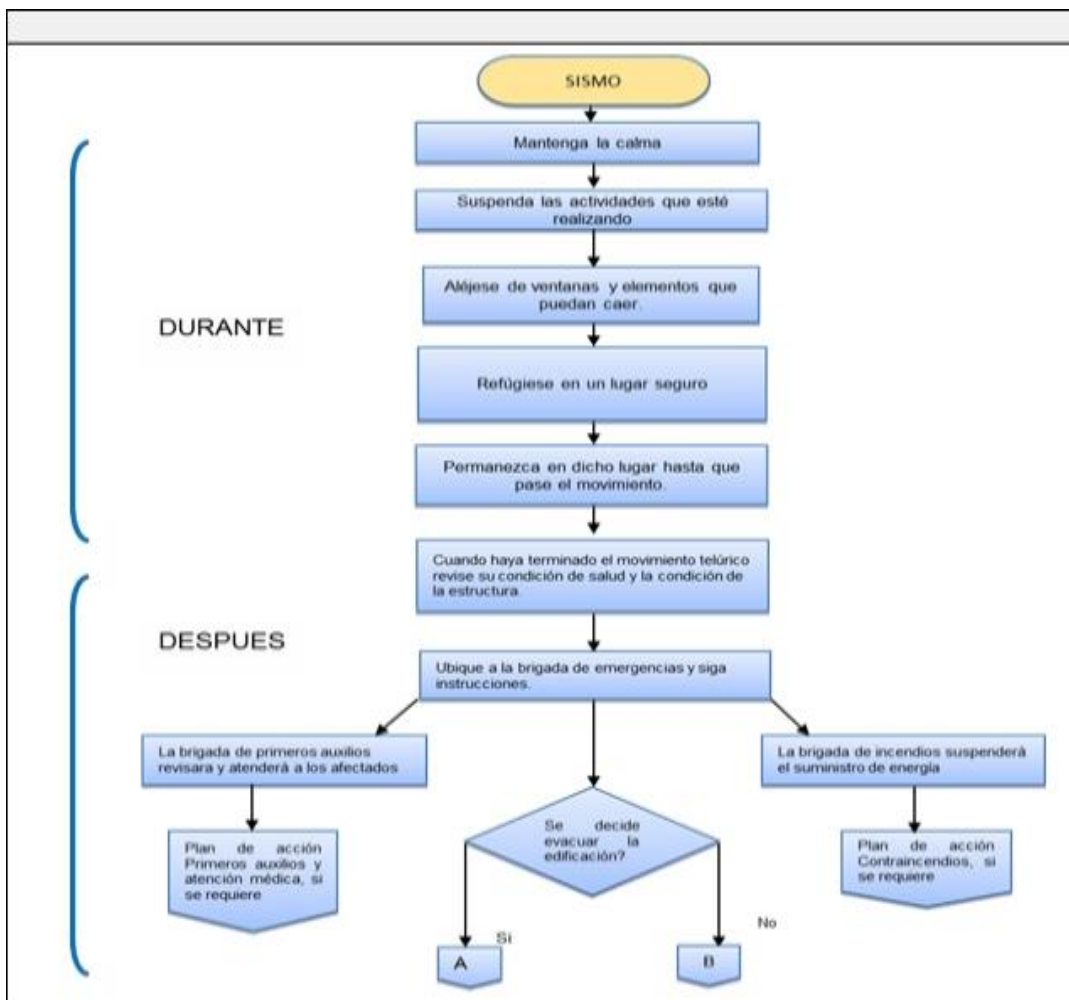 SISMO
Mantenga la calma
Suspenda las actividades que esté
realizando
Aléjese de ventanas y elementos que
puedan caer.
DURANTE
Refúgiese en un lugar seguro
Permanezca en dicho lugar hasta que
pase el movimiento.
Cuando haya terminado el movimiento telúrico
revise su condición de salud y la condición de
la estructura.
DESPUES
Ubique a la brigada de emergencias y siga
instrucciones.
La brigada de primeros auxilios
revisara y atenderá a los afectados
La brigada de incendios suspenderá
el suministro de energía
Plan de acción
Primeros auxilios y
atención médica, si
se requiere
Se decide
evacuar la
edificación?
Plan de acción
Contraincendios, si
se requiere
Si
No
A
B